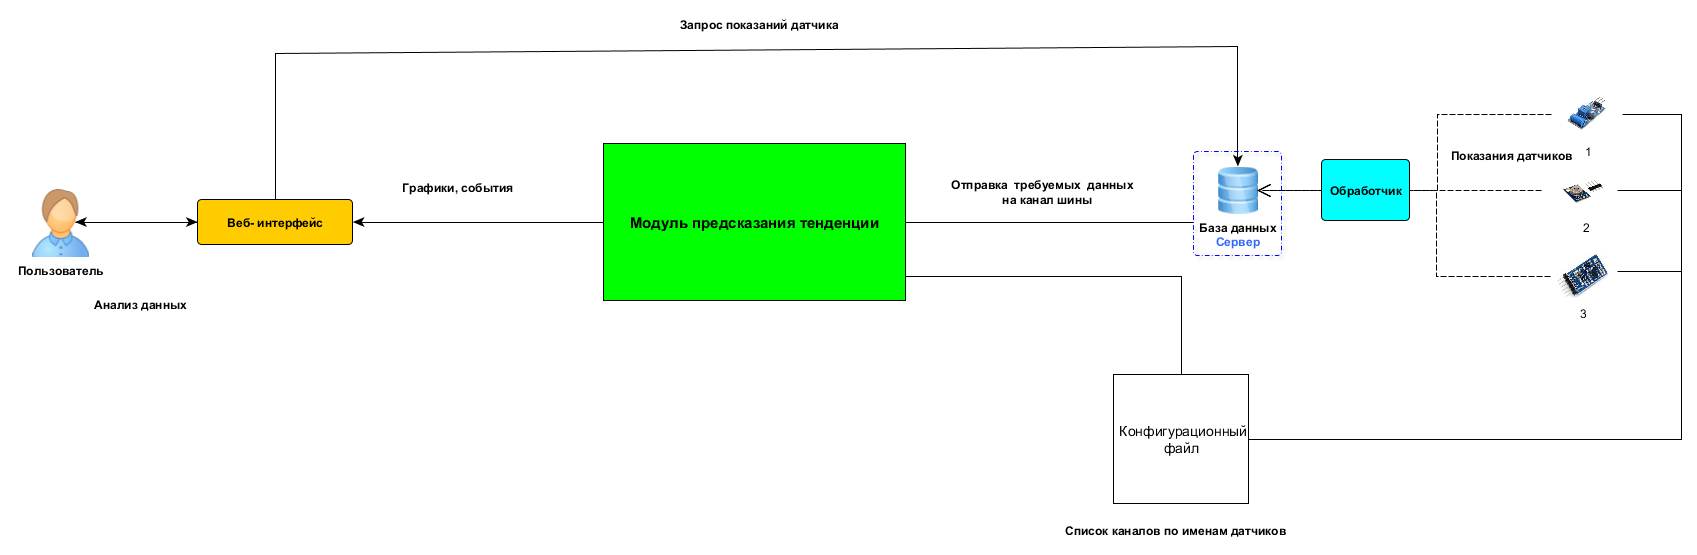 Запрос показаний датчика
Показания датчиков
1
Графики, события
Отправка требуемых данных
на канал шины
Обработчик
Веб- интерфейс
Модуль предсказания тенденции
База данных
Сервер
2
Пользователь
Анализ данных
3
Конфигурационный
файл
Список каналов по именам датчиков